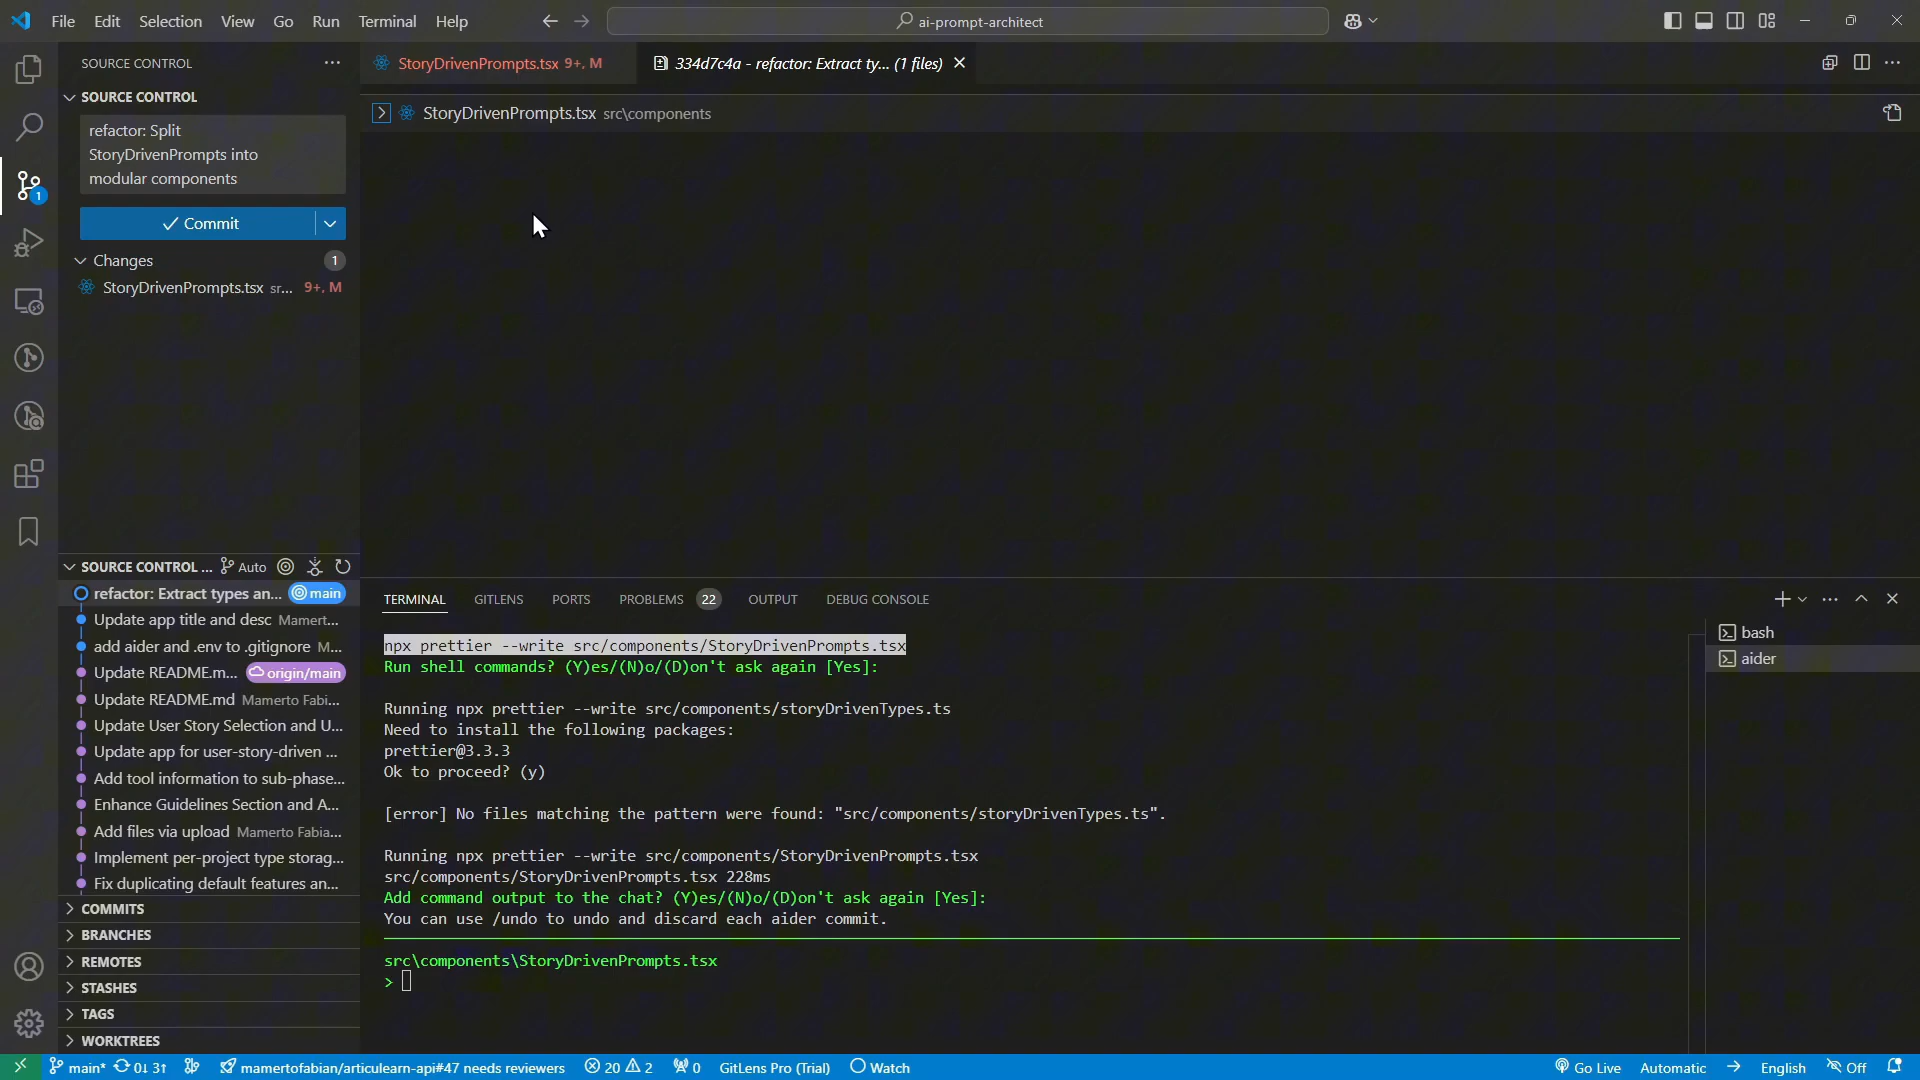 File Edit Selection View Go Run Terminal Help
ai-prompt-architect
SOURCE CONTROL
SOURCE CONTROL
refactor: Split
StoryDrivenPrompts into
modular components
Commit
Changes 1
StoryDrivenPrompts.tsx sr... 9+, M
1
StoryDrivenPrompts.tsx 9+, M
334d7c4a - refactor: Extract ty... (1 files)
StoryDrivenPrompts.tsx src\components
SOURCE CONTROL ... Auto
refactor: Extract types an... main
Update app title and desc Mamert...
add aider and .env to .gitignore M...
Update README.m... origin/main
Update README.md Mamerto Fabi...
Update User Story Selection and U...
Update app for user-story-driven ...
Add tool information to sub-phase...
Enhance Guidelines Section and A...
Add files via upload Mamerto Fabia...
Implement per-project type storag...
Fix duplicating default features an...
COMMITS
BRANCHES
REMOTES
STASHES
TAGS
WORKTREES
TERMINAL GITLENS PORTS PROBLEMS 22 OUTPUT DEBUG CONSOLE
npx prettier --write src/components/StoryDrivenPrompts.tsx
Run shell commands? (Y)es/(N)o/(D)on't ask again [Yes]:
Running npx prettier --write src/components/storyDrivenTypes.ts
Need to install the following packages:
prettier@3.3.3
Ok to proceed? (y)
[error] No files matching the pattern were found: "src/components/storyDrivenTypes.ts".
Running npx prettier --write src/components/StoryDrivenPrompts.tsx
src/components/StoryDrivenPrompts.tsx 228ms
Add command output to the chat? (Y)es/(N)o/(D)on't ask again [Yes]:
You can use /undo to undo and discard each aider commit.
src\components\StoryDrivenPrompts.tsx
>
bash
aider
main* 0↓ 3↑ mamertofabian/articulearn-api#47 needs reviewers 20 2 0 GitLens Pro (Trial) Watch Go Live Automatic English Off